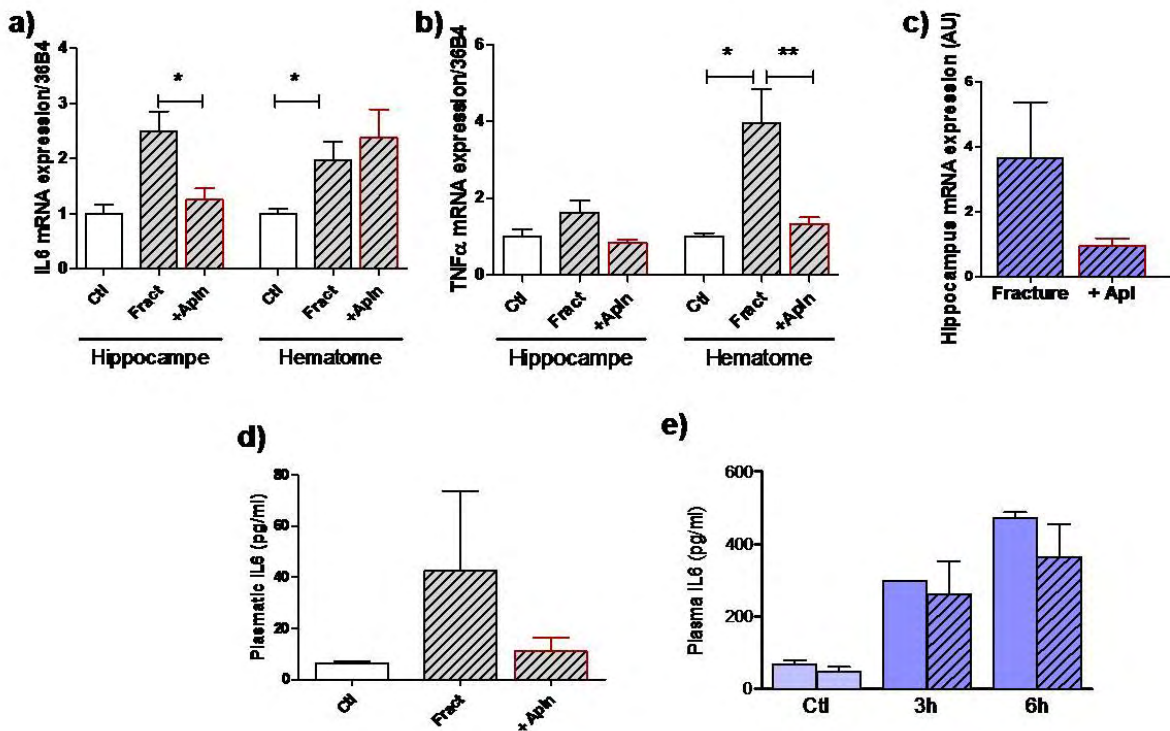 a)
IL6 mRNA expression/36B4
4
3
2
1
0
*
*
Ctl
Fract
+Apln
Ctl
Fract
+Apln
Hippocampe
Hematome
b)
TNFα mRNA expression/36B4
6
4
2
0
*
**
Ctl
Fract
+Apln
Ctl
Fract
+Apln
Hippocampe
Hematome
c)
Hippocampus mRNA expression (AU)
6
4
2
0
Fracture
+ Apl
d)
Plasmatic IL6 (pg/ml)
80
60
40
20
0
Ctl
Fract
+ Apln
e)
Plasma IL6 (pg/ml)
600
400
200
0
Ctl
3h
6h